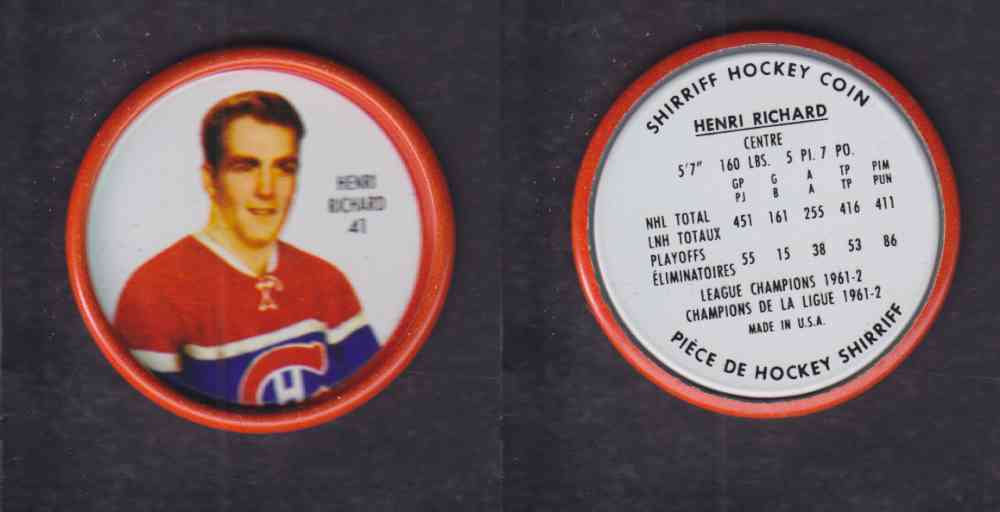 HENRI
RICHARD
41
SHIRRIFF HOCKEY COIN
HENRI RICHARD
CENTRE
5'7" 160 LBS. 5 PI. 7 PO.
GP G A TP PIM
PJ B A TP PUN
NHL TOTAL 451 161 255 416 411
LNH TOTAUX
PLAYOFFS 55 15 38 53 86
ÉLIMINATOIRES
LEAGUE CHAMPIONS 1961-2
CHAMPIONS DE LA LIGUE 1961-2
MADE IN U.S.A.
PIÈCE DE HOCKEY SHIRRIFF